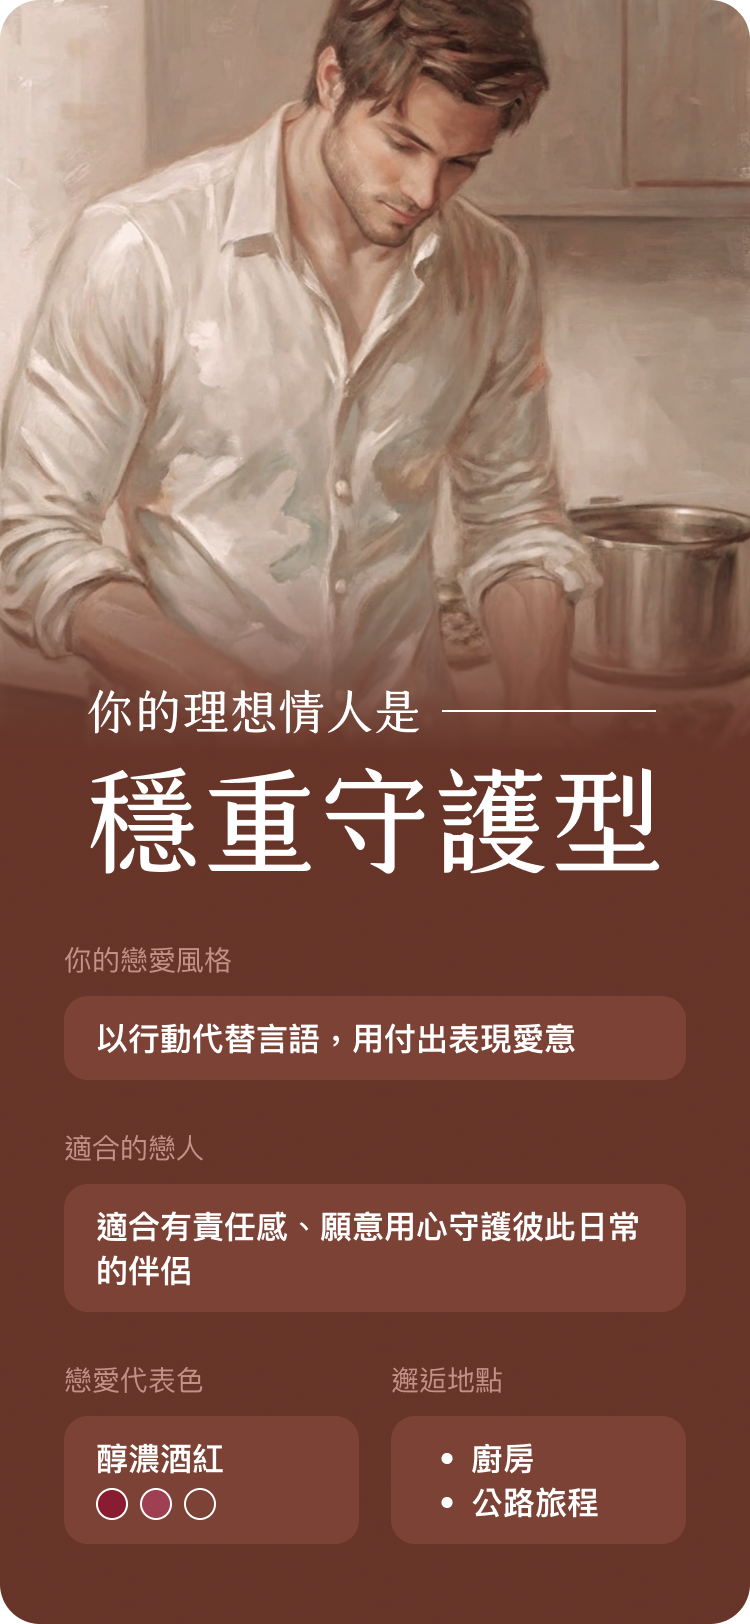 你的理想情人是
穩重守護型
你的戀愛風格
以行動代替言語，用付出表現愛意
適合的戀人
適合有責任感、願意用心守護彼此日常
的伴侶
戀愛代表色
醇濃酒紅
邂逅地點
• 廚房
• 公路旅程